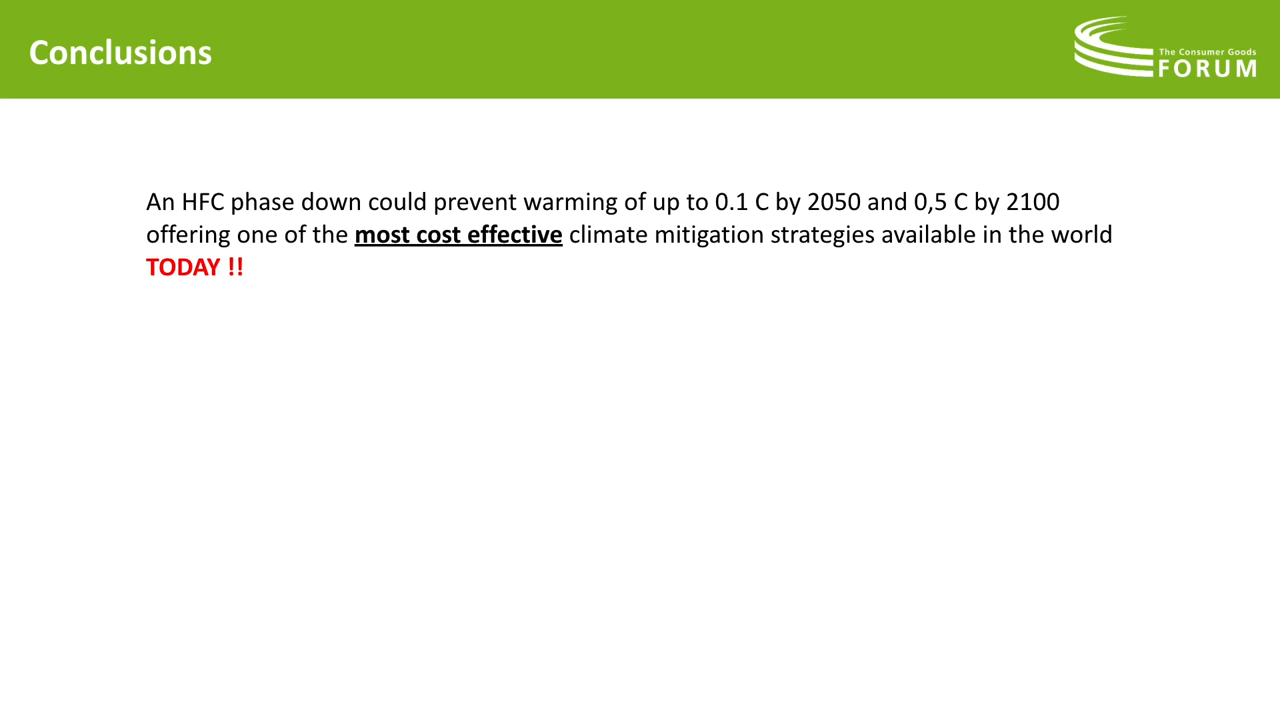 Conclusions
The Consumer Goods
FORUM
An HFC phase down could prevent warming of up to 0.1 C by 2050 and 0,5 C by 2100
offering one of the most cost effective climate mitigation strategies available in the world
TODAY !!